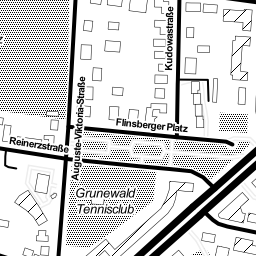 Kudowastraße
Auguste-Viktoria-Straße
Flinsberger Platz
Reinerzstraße
Grunewald
Tennisclub